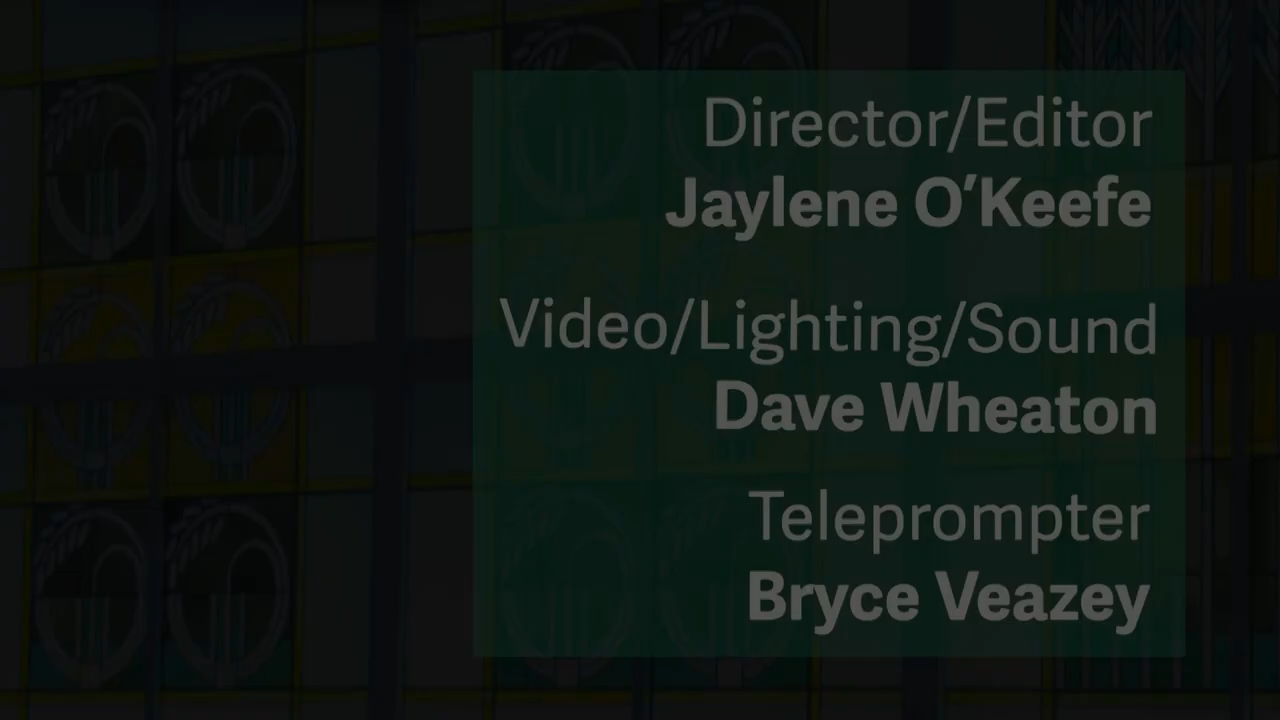 Director/Editor
Jaylene O'Keefe
Video/Lighting/Sound
Dave Wheaton
Teleprompter
Bryce Veazey